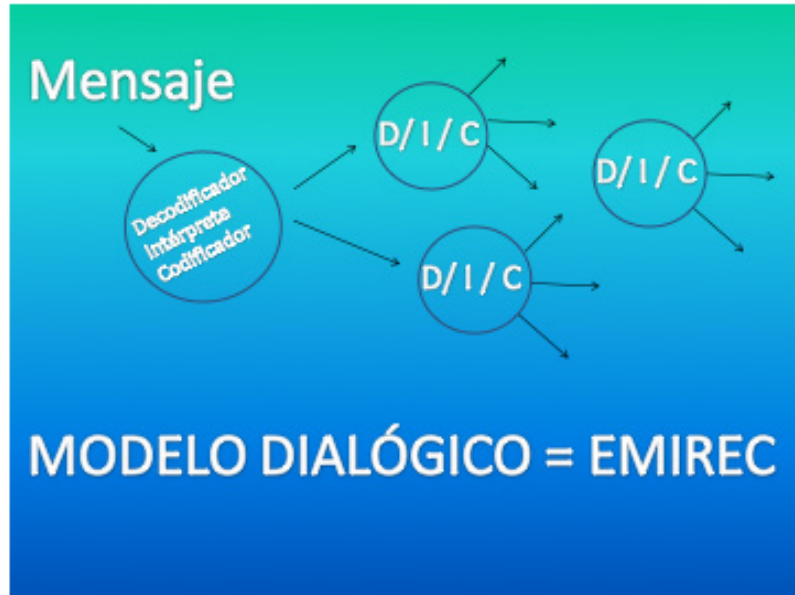 Mensaje
Decodificador
Intérprete
Codificador
D/ I / C
D/ I / C
D/ I / C
MODELO DIALÓGICO = EMIREC